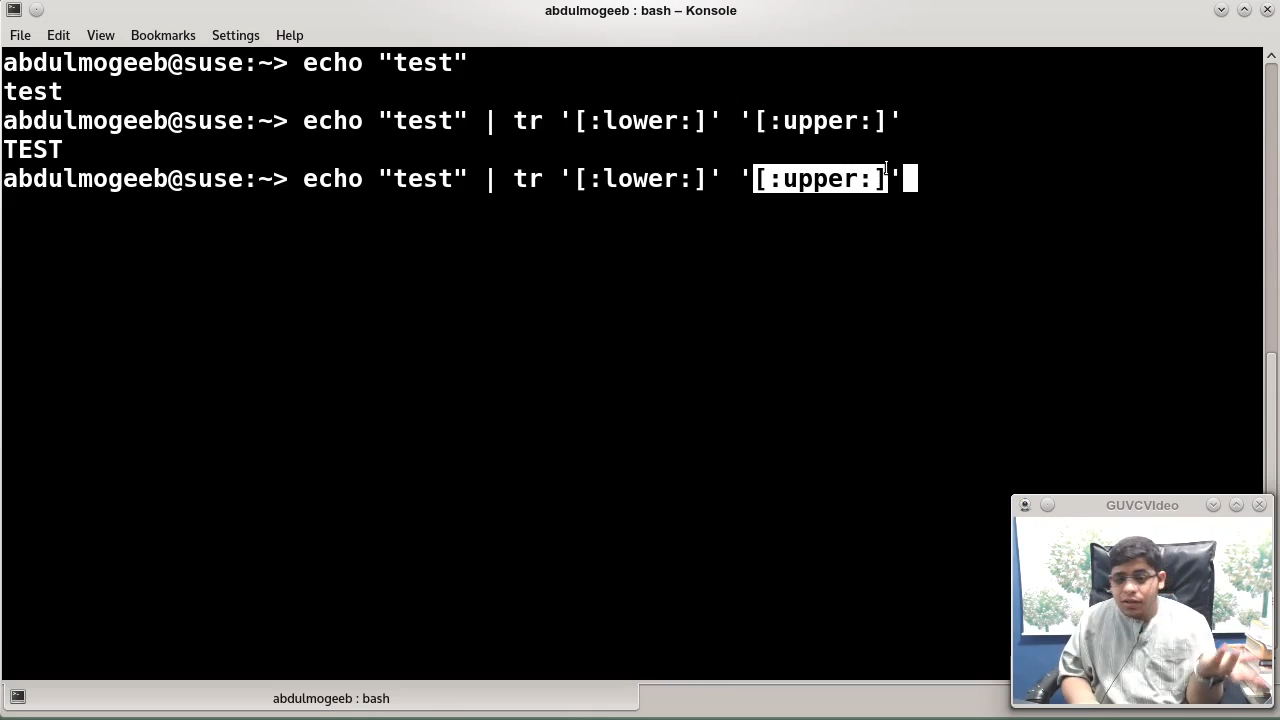 abdulmogeeb : bash – Konsole
File Edit View Bookmarks Settings Help
abdulmogeeb@suse:~> echo "test"
test
abdulmogeeb@suse:~> echo "test" | tr '[:lower:]' '[:upper:]'
TEST
abdulmogeeb@suse:~> echo "test" | tr '[:lower:]' '[:upper:]'
GUVCVIdeo
abdulmogeeb : bash